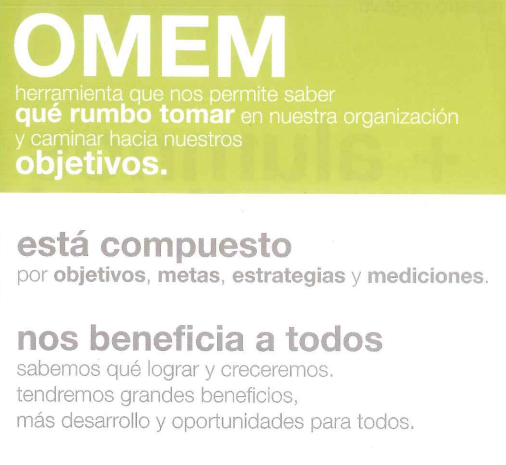 OMEM
herramienta que nos permite saber
qué rumbo tomar en nuestra organización
y caminar hacia nuestros
objetivos.
está compuesto
por objetivos, metas, estrategias y mediciones.
nos beneficia a todos
sabemos qué lograr y creceremos.
tendremos grandes beneficios,
más desarrollo y oportunidades para todos.